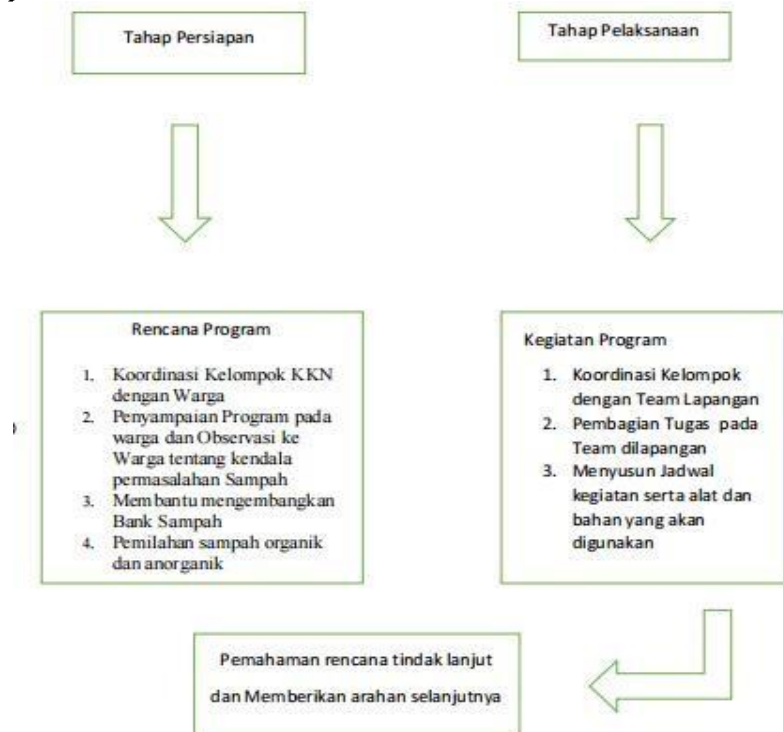 Tahap Persiapan
Tahap Pelaksanaan
Rencana Program
1. Koordinasi Kelompok KKN
dengan Warga
2. Penyampaian Program pada
warga dan Observasi ke
Warga tentang kendala
permasalahan Sampah
3. Membantu mengembangkan
Bank Sampah
4. Pemilahan sampah organik
dan anorganik
Kegiatan Program
1. Koordinasi Kelompok
dengan Team Lapangan
2. Pembagian Tugas pada
Team dilapangan
3. Menyusun Jadwal
kegiatan serta alat dan
bahan yang akan
digunakan
Pemahaman rencana tindak lanjut
dan Memberikan arahan selanjutnya